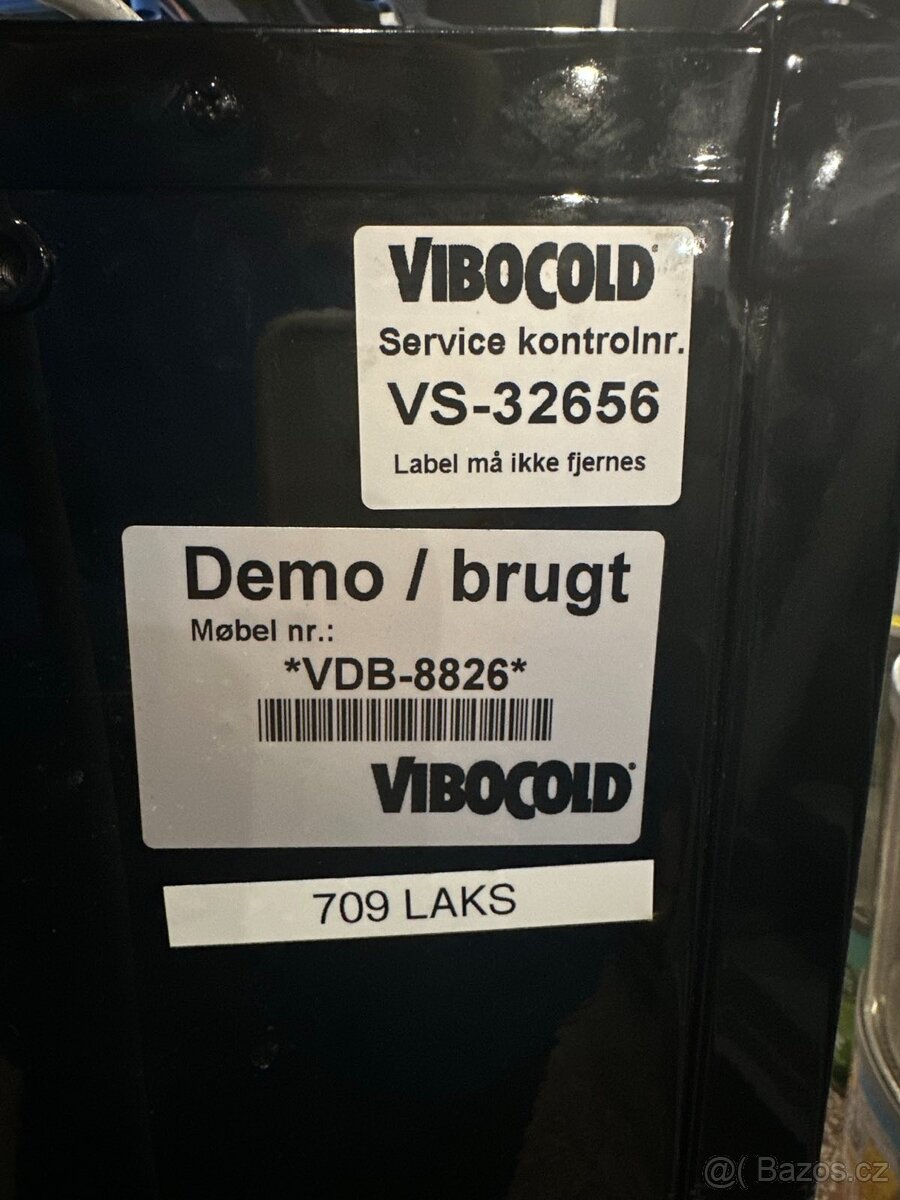 VIBOCOLD
Service kontrolnr.
VS-32656
Label må ikke fjernes
Demo / brugt
Møbel nr.:
*VDB-8826*
VIBOCOLD
709 LAKS
@( Bazos.cz